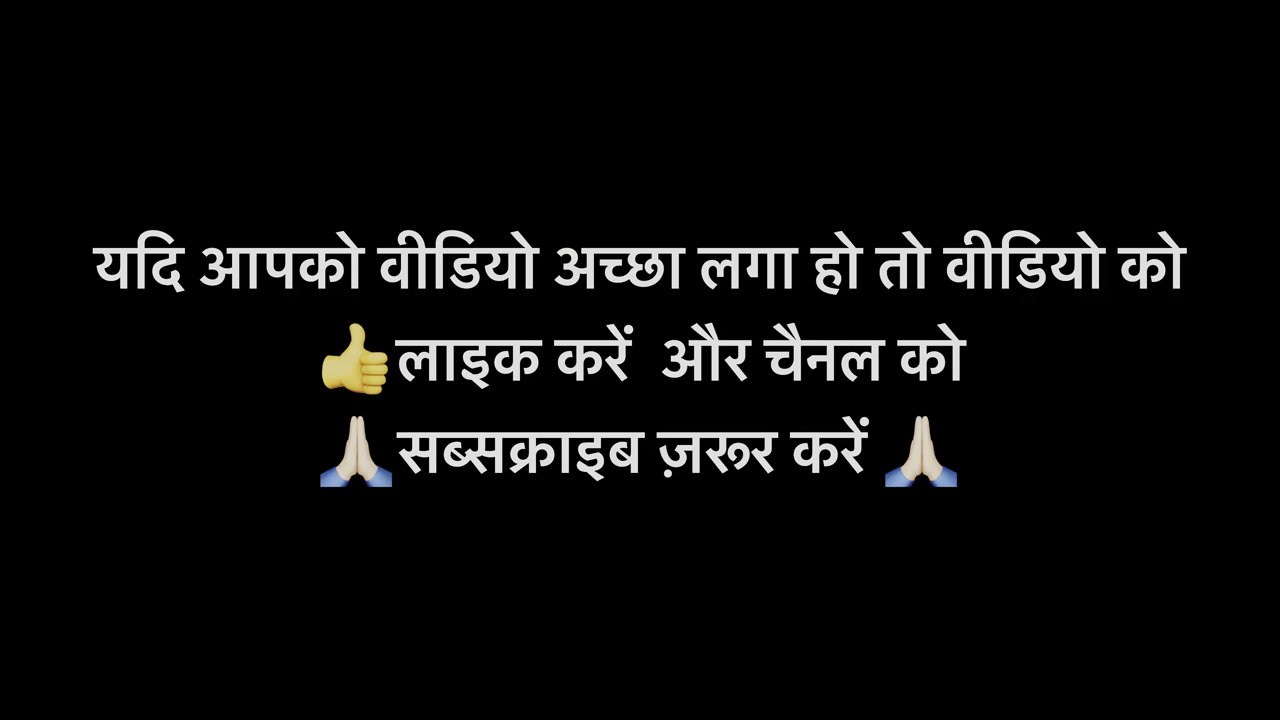 यदि आपको वीडियो अच्छा लगा हो तो वीडियो को
👍लाइक करें  और चैनल को
🙏🏻सब्सक्राइब ज़रूर करें 🙏🏻